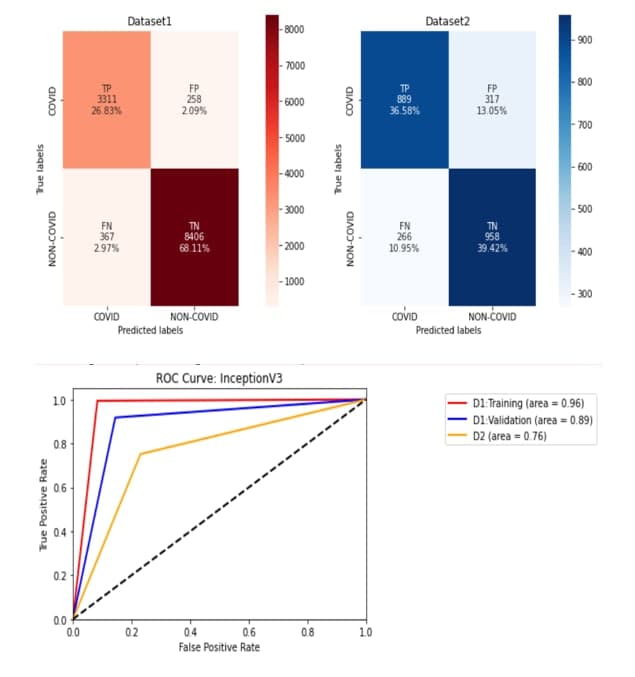 Dataset1
TP
3311
26.83%
FP
258
2.09%
FN
367
2.97%
TN
8406
68.11%
COVID
NON-COVID
True labels
COVID
NON-COVID
Predicted labels
8000
7000
6000
5000
4000
3000
2000
1000
Dataset2
TP
889
36.58%
FP
317
13.05%
FN
266
10.95%
TN
958
39.42%
COVID
NON-COVID
True labels
COVID
NON-COVID
Predicted labels
900
800
700
600
500
400
300
ROC Curve: InceptionV3
1.0
0.8
0.6
0.4
0.2
0.0
True Positive Rate
0.0
0.2
0.4
0.6
0.8
1.0
False Positive Rate
D1:Training (area = 0.96)
D1:Validation (area = 0.89)
D2 (area = 0.76)